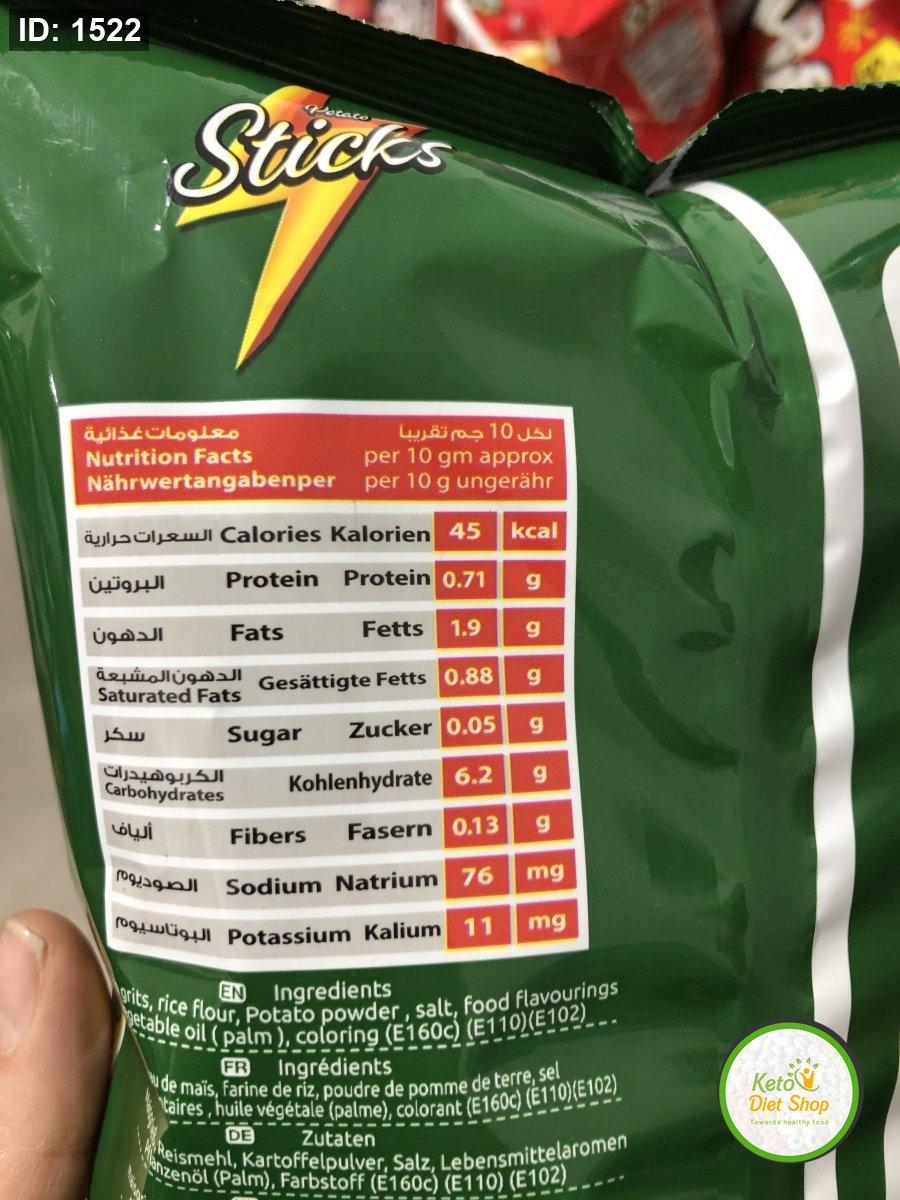 ID: 1522
Potato
Sticks
معلومات غذائية
لكل 10 جم تقريباً
Nutrition Facts per 10 gm approx
Nährwertangabenper per 10 g ungerähr
السعرات حرارية Calories Kalorien 45 kcal
البروتين Protein Protein 0.71 g
الدهون Fats Fetts 1.9 g
الدهون المشبعة
Saturated Fats Gesättigte Fetts 0.88 g
سكر Sugar Zucker 0.05 g
الكربوهيدرات
Carbohydrates Kohlenhydrate 6.2 g
ألياف Fibers Fasern 0.13 g
الصوديوم Sodium Natrium 76 mg
البوتاسيوم Potassium Kalium 11 mg
EN Ingredients
grits, rice flour, Potato powder , salt, food flavourings
getable oil ( palm ), coloring (E160c) (E110)(E102)
FR Ingrédients
de maïs, farine de riz, poudre de pomme de terre, sel
taires , huile végétale (palme), colorant (E160c) (E110)(E102)
DE Zutaten
Reismehl, Kartoffelpulver, Salz, Lebensmittelaromen
anzenöl (Palm), Farbstoff (E160c) (E110) (E102)
Keto
Diet Shop
Towards healthy food